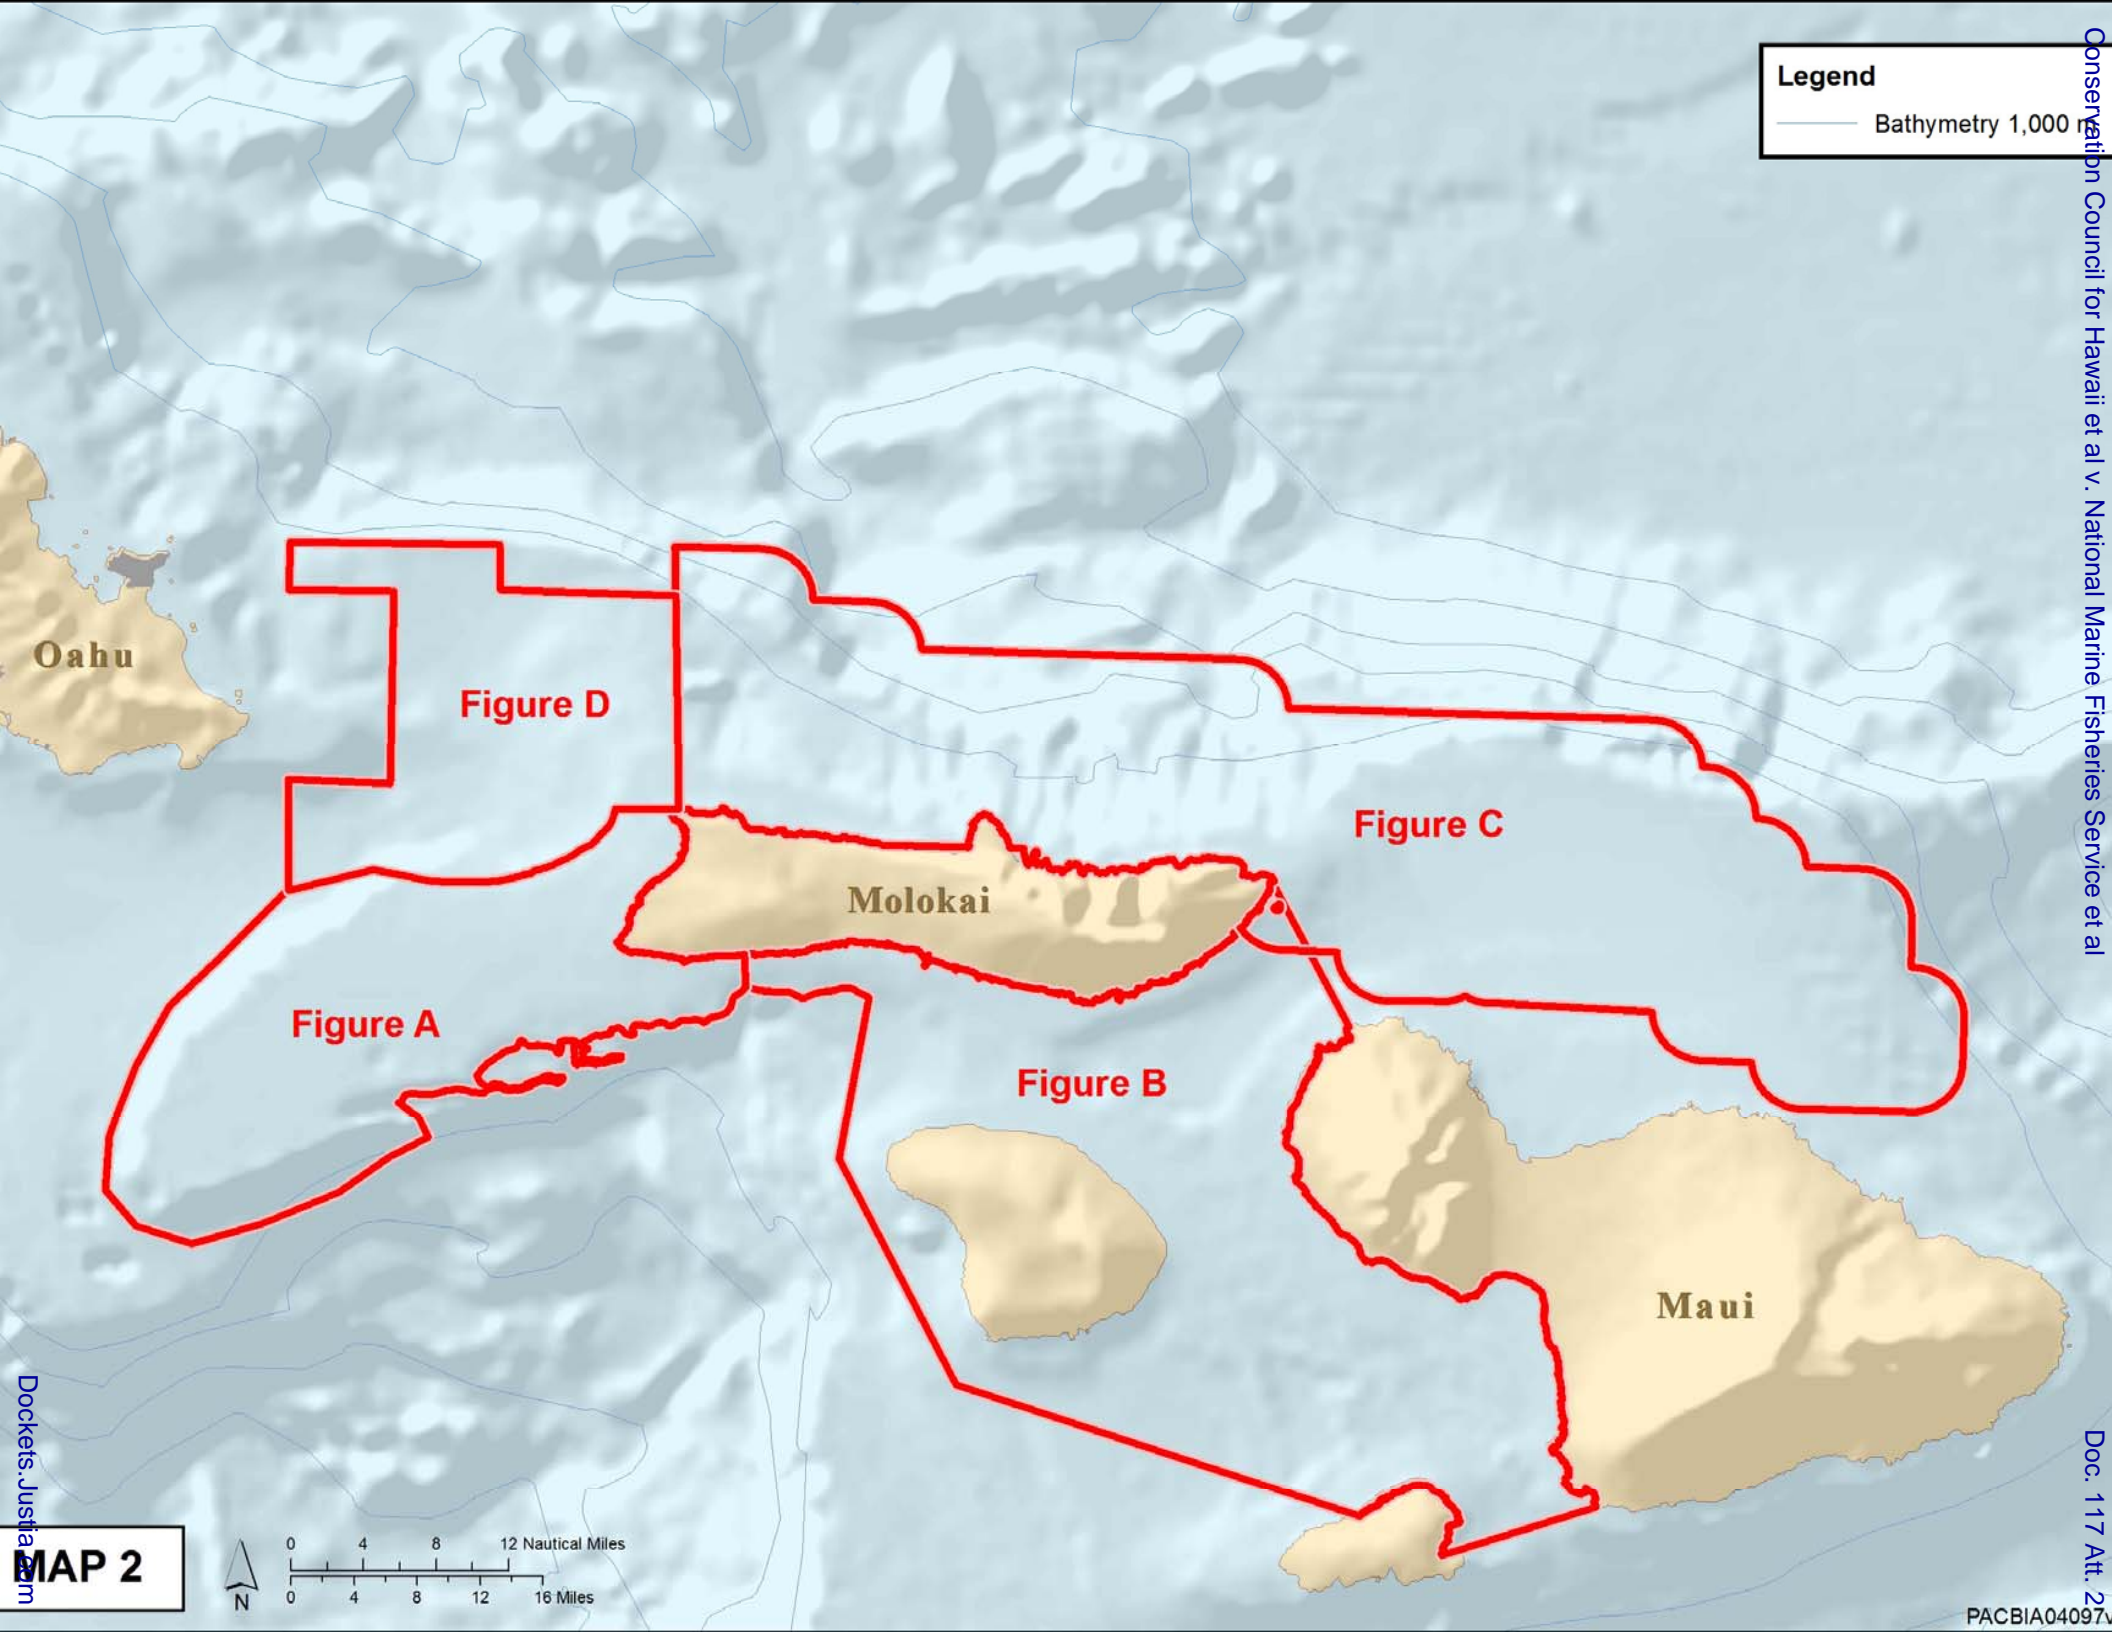 Legend
Bathymetry 1,000 m
Conservation Council for Hawaii et al v. National Marine Fisheries Service et al
Doc. 117 Att. 2
Oahu
Figure D
Figure C
Molokai
Figure A
Figure B
Maui
Dockets.Justia.com
MAP 2
N
0 4 8 12 Nautical Miles
0 4 8 12 16 Miles